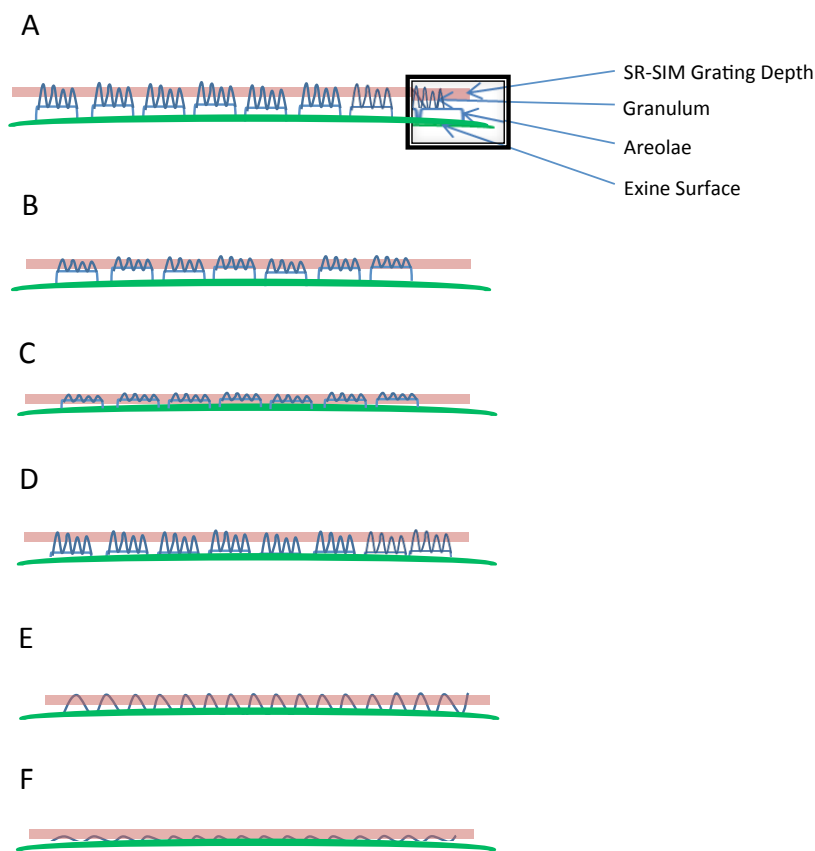 A
SR-SIM Grating Depth
Granulum
Areolae
Exine Surface
B
C
D
E
F